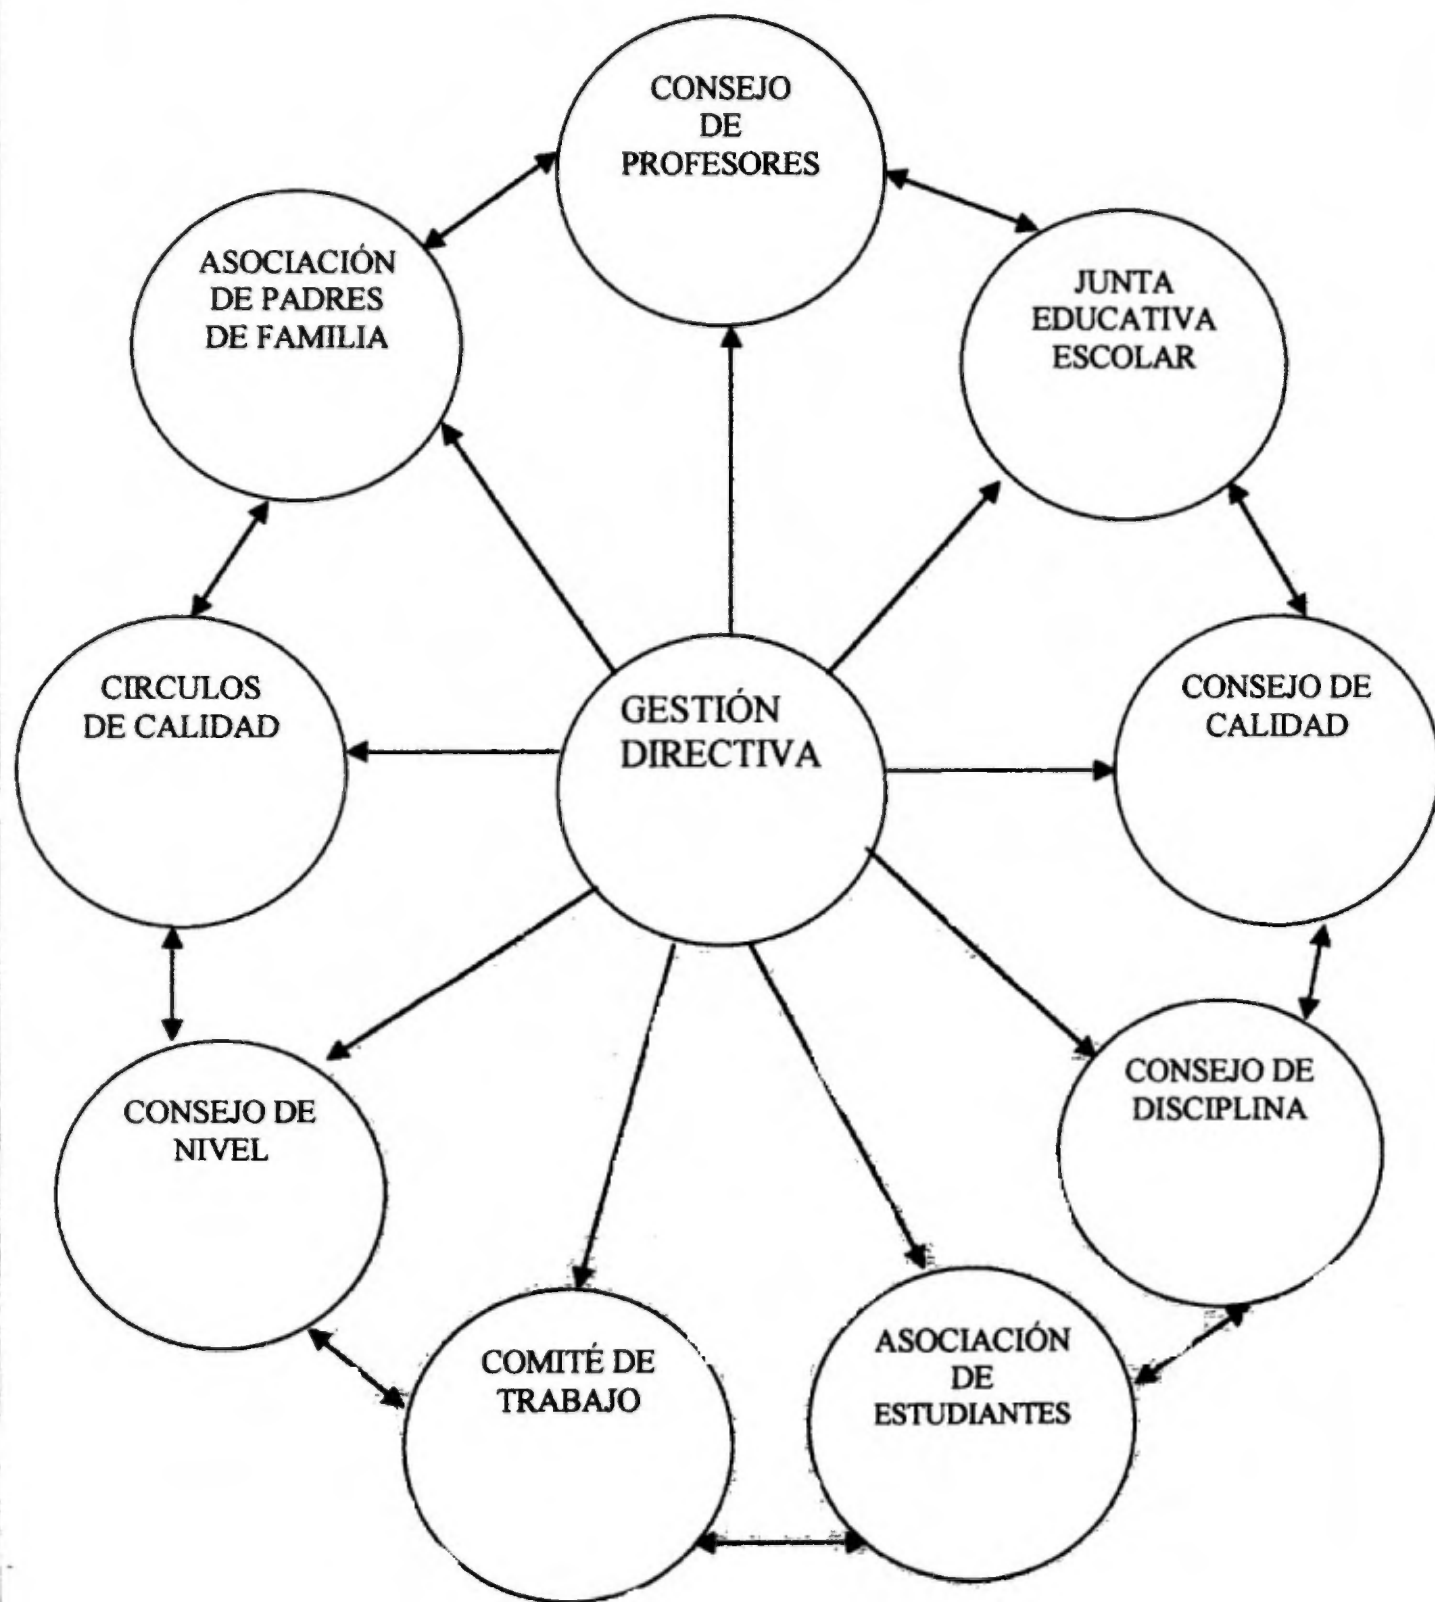 CONSEJO
DE
PROFESORES
ASOCIACIÓN
DE PADRES
DE FAMILIA
JUNTA
EDUCATIVA
ESCOLAR
CIRCULOS
DE CALIDAD
GESTIÓN
DIRECTIVA
CONSEJO DE
CALIDAD
CONSEJO DE
NIVEL
CONSEJO DE
DISCIPLINA
COMITÉ DE
TRABAJO
ASOCIACIÓN
DE
ESTUDIANTES